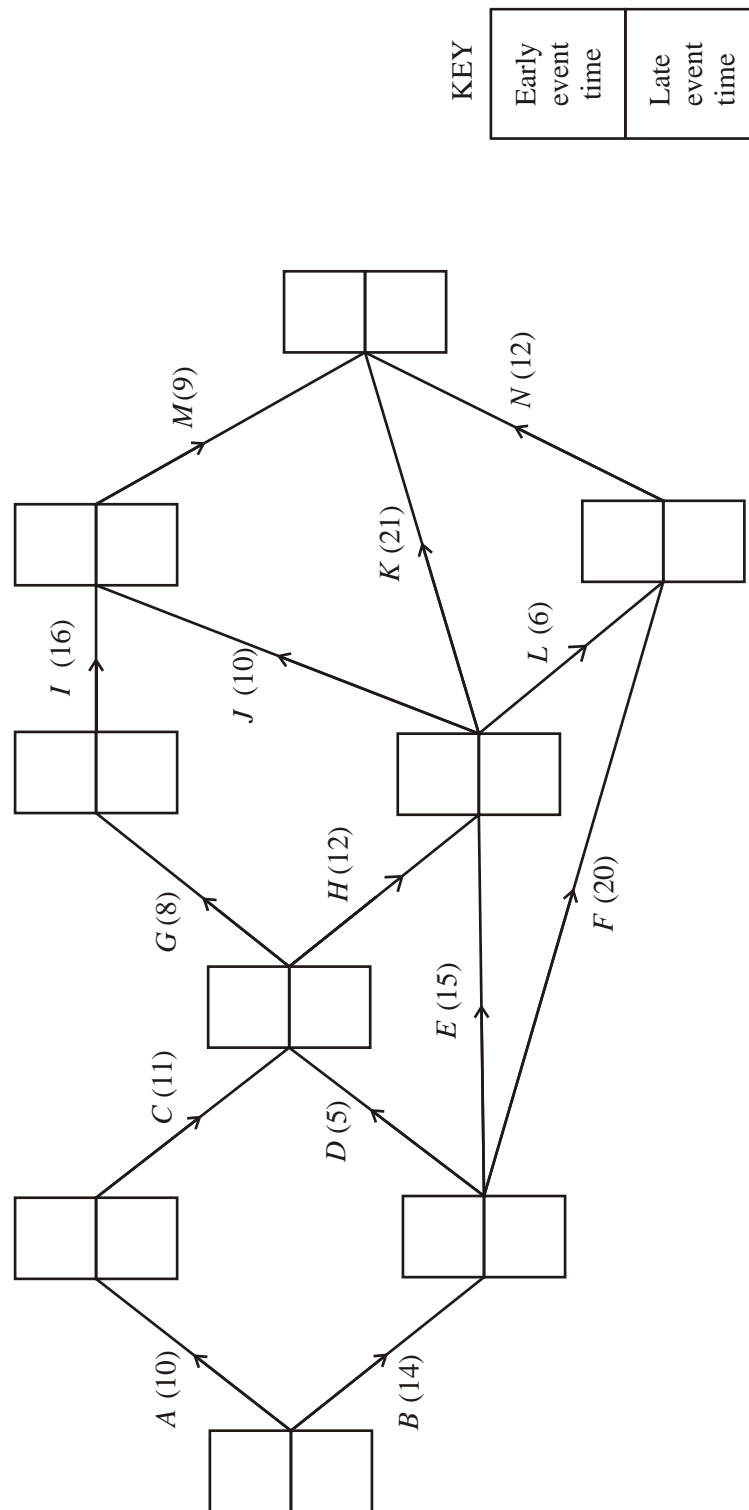 KEY
Early
event
time
Late
event
time
A (10)
B (14)
C (11)
D (5)
E (15)
F (20)
G (8)
H (12)
I (16)
J (10)
K (21)
L (6)
M (9)
N (12)